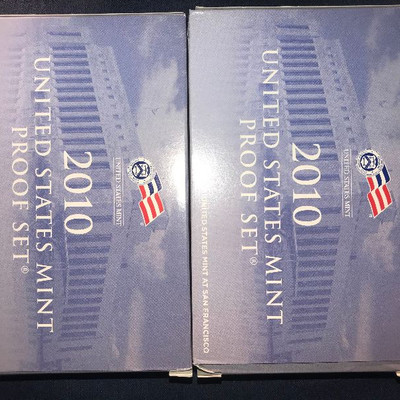 2010
UNITED STATES MINT
PROOF SET®
UNITED STATES MINT
2010
UNITED STATES MINT
PROOF SET®
UNITED STATES MINT
UNITED STATES MINT AT SAN FRANCISCO